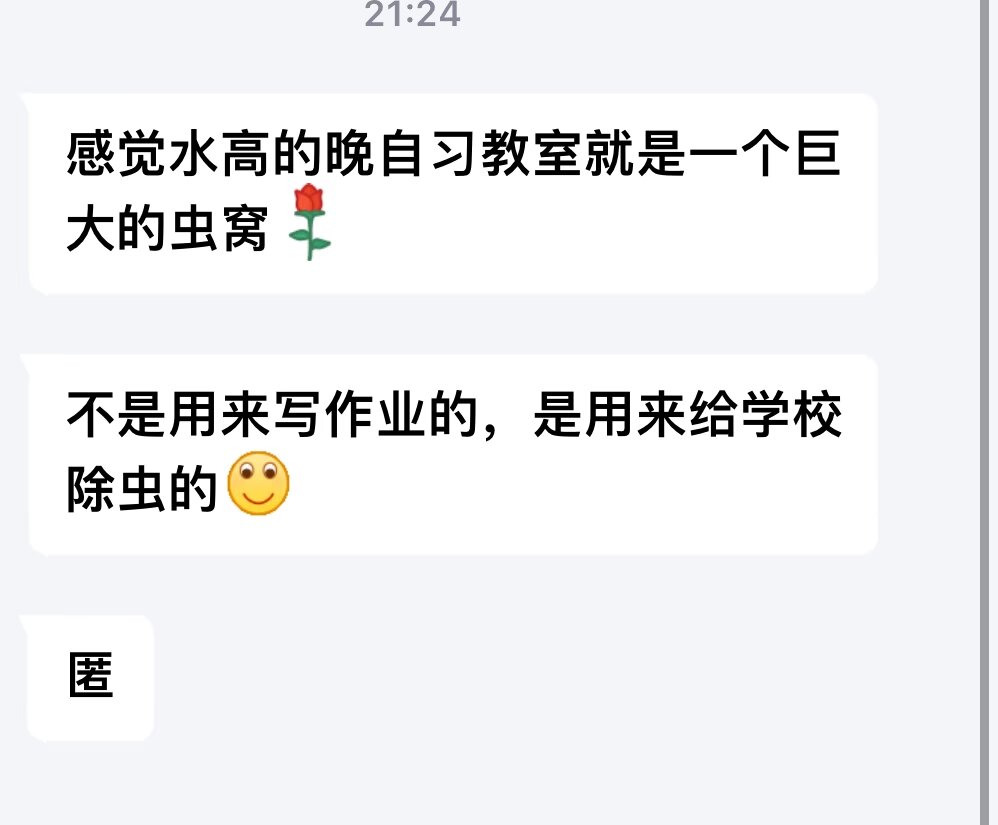 21:24
感觉水高的晚自习教室就是一个巨
大的虫窝🌹
不是用来写作业的，是用来给学校
除虫的🙂
匿